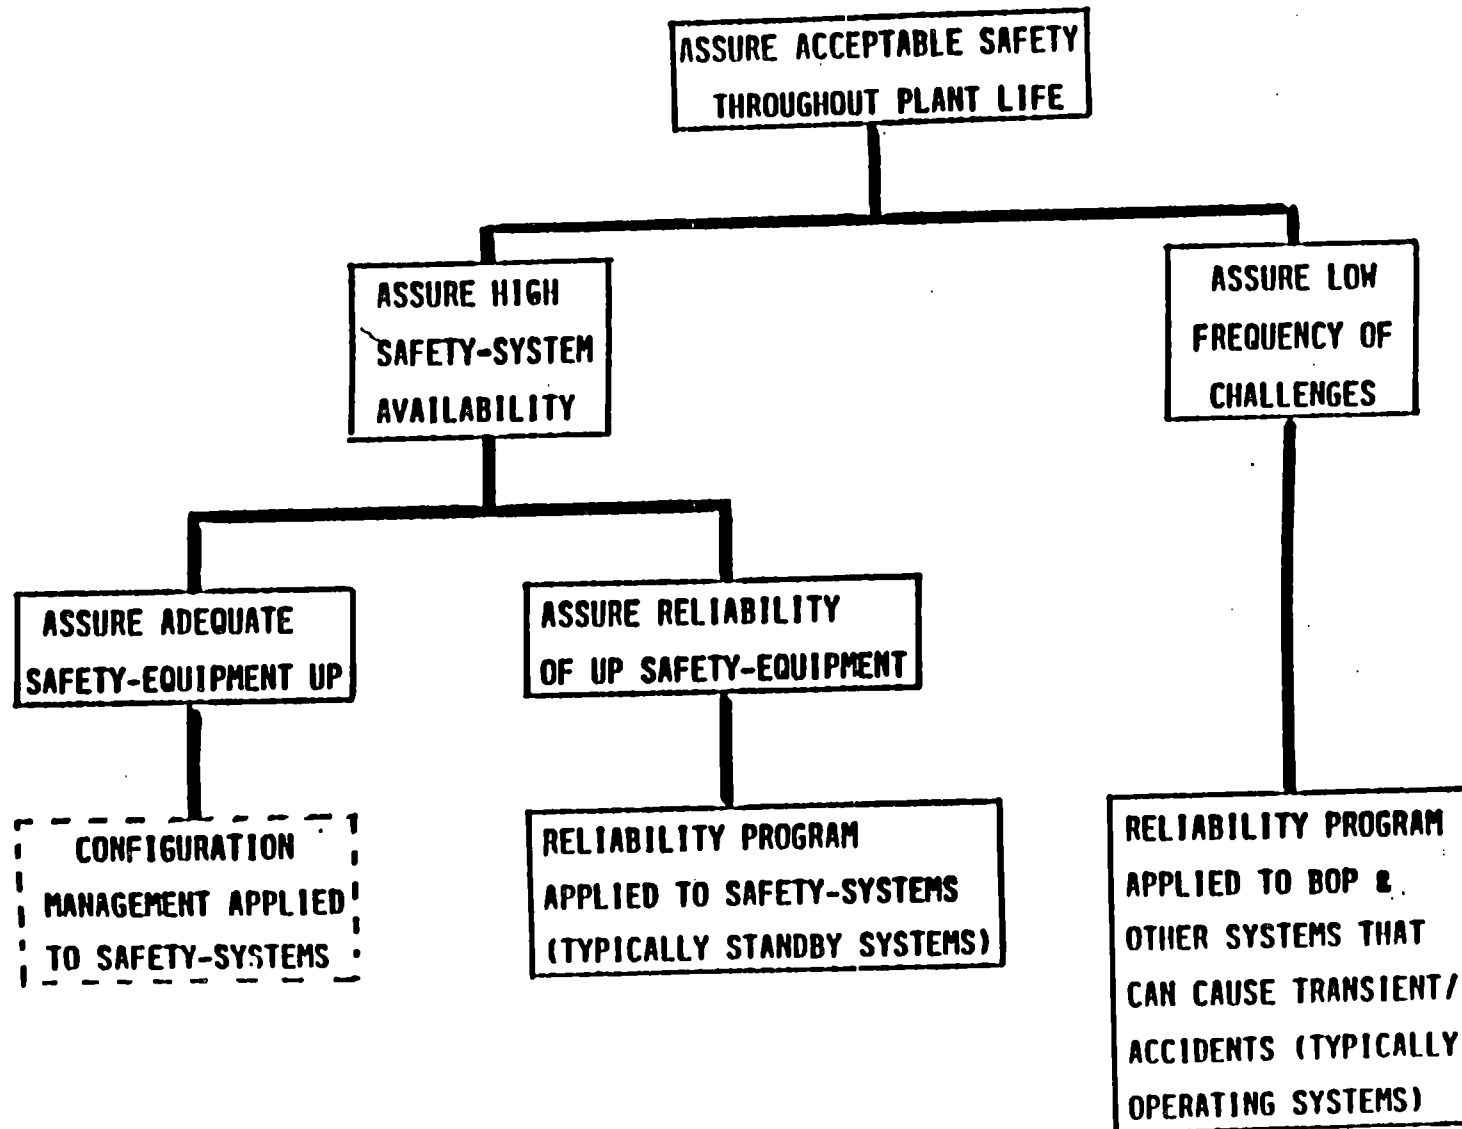 ASSURE ACCEPTABLE SAFETY
THROUGHOUT PLANT LIFE
ASSURE HIGH
SAFETY-SYSTEM
AVAILABILITY
ASSURE LOW
FREQUENCY OF
CHALLENGES
ASSURE ADEQUATE
SAFETY-EQUIPMENT UP
ASSURE RELIABILITY
OF UP SAFETY-EQUIPMENT
CONFIGURATION
MANAGEMENT APPLIED
TO SAFETY-SYSTEMS
RELIABILITY PROGRAM
APPLIED TO SAFETY-SYSTEMS
(TYPICALLY STANDBY SYSTEMS)
RELIABILITY PROGRAM
APPLIED TO BOP &
OTHER SYSTEMS THAT
CAN CAUSE TRANSIENT/
ACCIDENTS (TYPICALLY
OPERATING SYSTEMS)